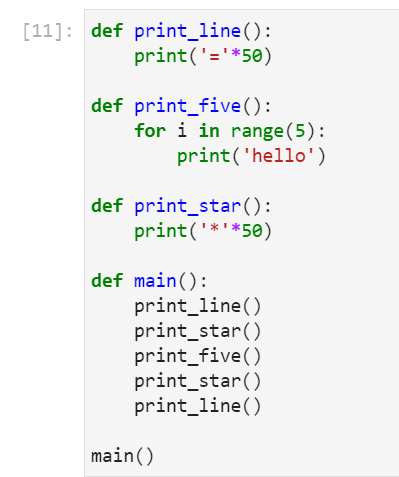 [11]: def print_line():
    print('='*50)

def print_five():
    for i in range(5):
        print('hello')

def print_star():
    print('*'*50)

def main():
    print_line()
    print_star()
    print_five()
    print_star()
    print_line()

main()